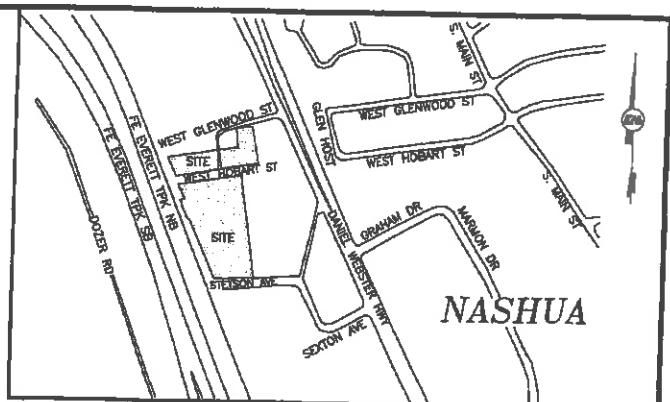 S. MAIN ST
WEST GLENWOOD ST
GLEN HOST
WEST GLENWOOD ST
FE EVERETT TPK NB
FE EVERETT TPK SB
SITE
WEST HOBART ST
WEST HOBART ST
S. MAIN ST
DOZER RD
SITE
DANIEL WEBSTER HWY
GRAHAM DR
MARMON DR
STETSON AVE
SEXTON AVE
NASHUA